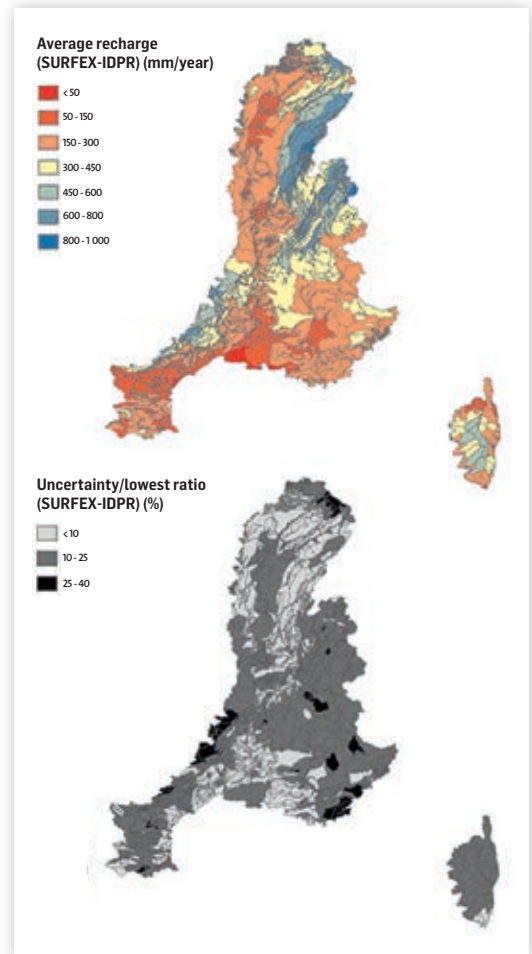 Average recharge
(SURFEX-IDPR) (mm/year)
< 50
50 - 150
150 - 300
300 - 450
450 - 600
600 - 800
800 - 1 000
Uncertainty/lowest ratio
(SURFEX-IDPR) (%)
< 10
10 - 25
25 - 40